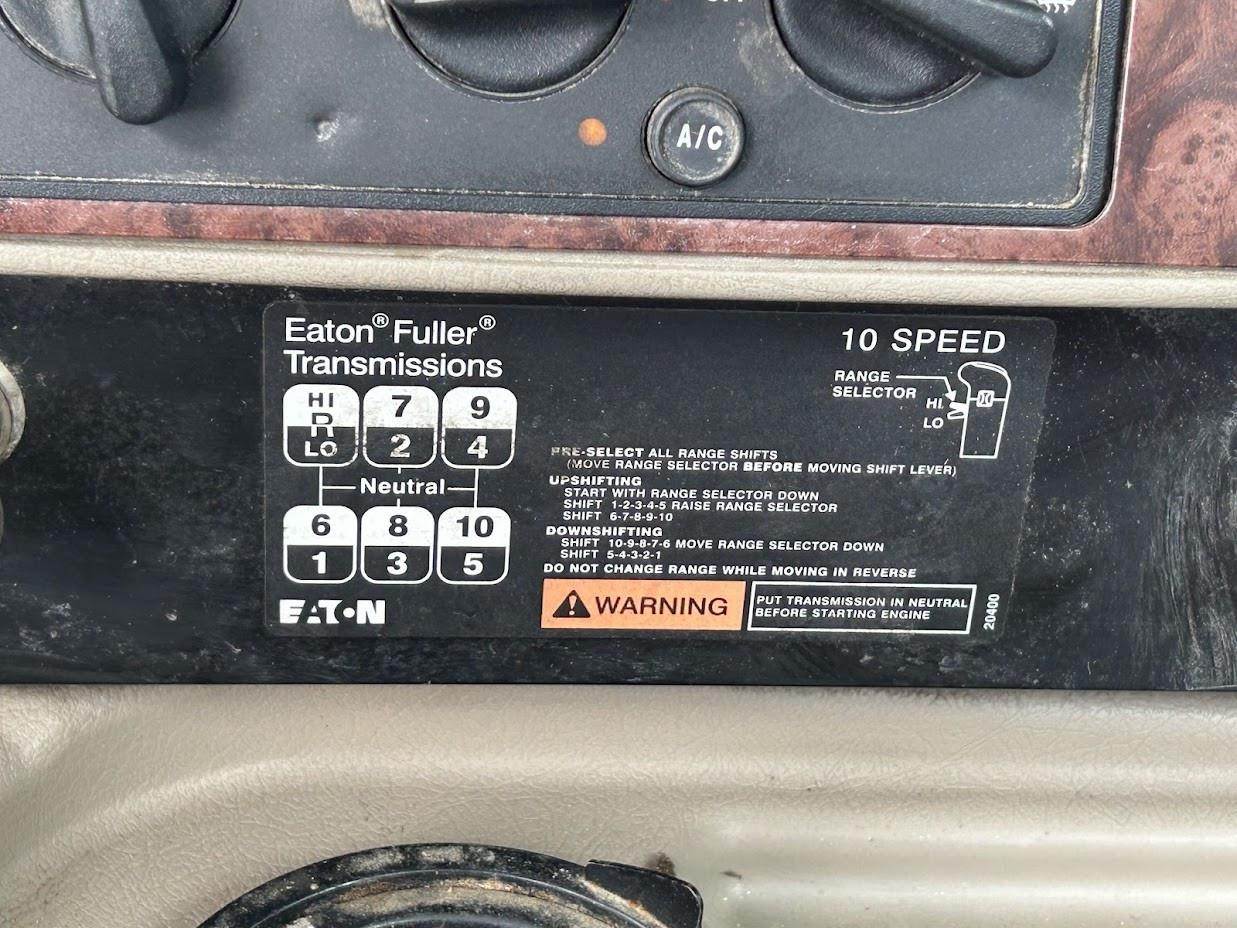 A/C
Eaton® Fuller®
Transmissions
10 SPEED
RANGE
SELECTOR
HI
LO
HI
R
LO
7
2
9
4
Neutral
6
1
8
3
10
5
PRE-SELECT ALL RANGE SHIFTS
(MOVE RANGE SELECTOR BEFORE MOVING SHIFT LEVER)
UPSHIFTING
START WITH RANGE SELECTOR DOWN
SHIFT 1-2-3-4-5 RAISE RANGE SELECTOR
SHIFT 6-7-8-9-10
DOWNSHIFTING
SHIFT 10-9-8-7-6 MOVE RANGE SELECTOR DOWN
SHIFT 5-4-3-2-1
DO NOT CHANGE RANGE WHILE MOVING IN REVERSE
WARNING
PUT TRANSMISSION IN NEUTRAL
BEFORE STARTING ENGINE
20400
EATON